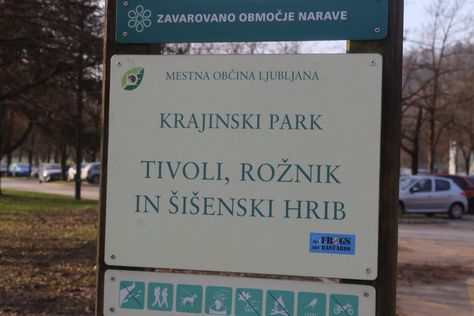 ZAVAROVANO OBMOČJE NARAVE
MESTNA OBČINA LJUBLJANA
KRAJINSKI PARK
TIVOLI, ROŽNIK
IN ŠIŠENSKI HRIB
ALL FROGS
ARE BASTARDS